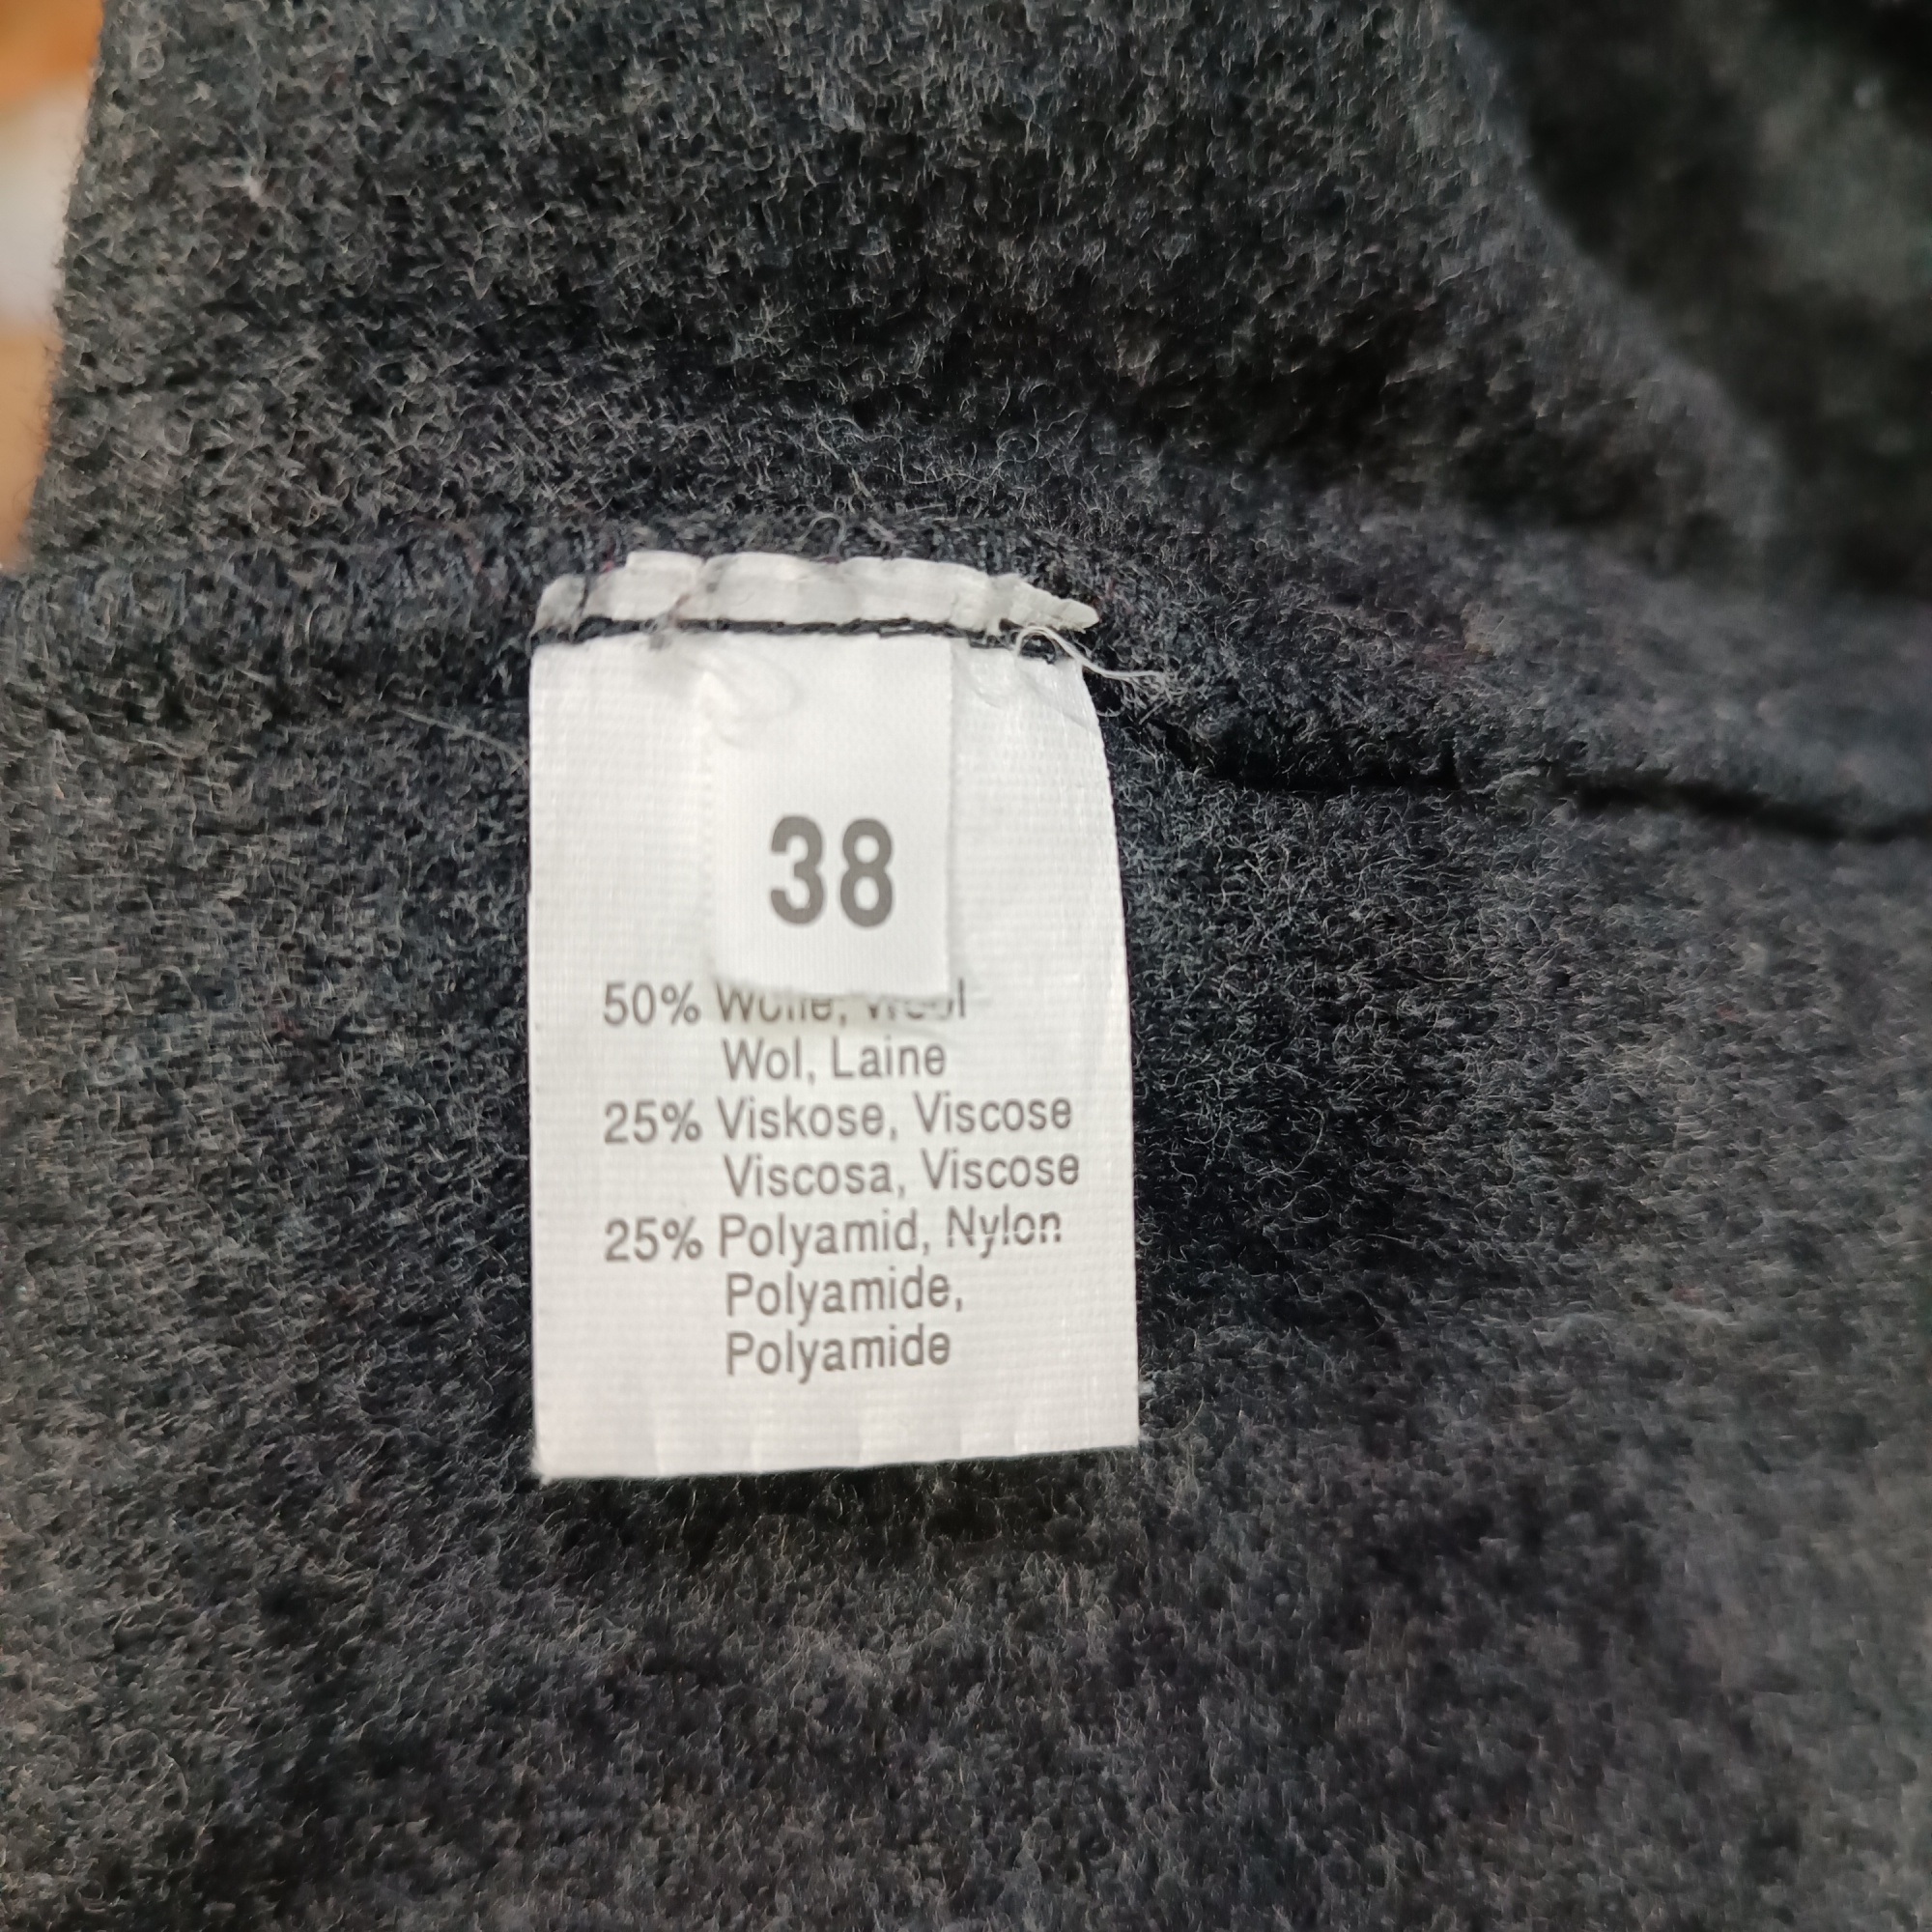 38
50% Wolle, Wool
Wol, Laine
25% Viskose, Viscose
Viscosa, Viscose
25% Polyamid, Nylon
Polyamide,
Polyamide